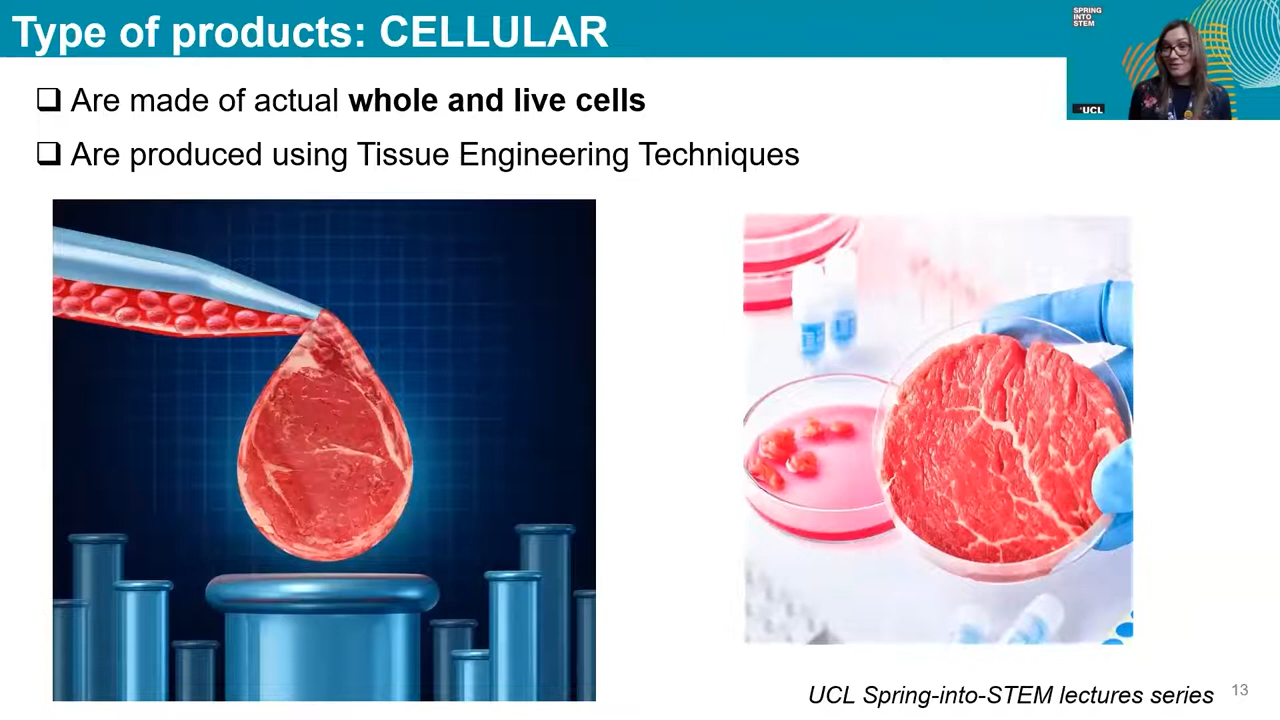 Type of products: CELLULAR
SPRING
INTO
STEM
UCL
Are made of actual whole and live cells
Are produced using Tissue Engineering Techniques
UCL Spring-into-STEM lectures series
13